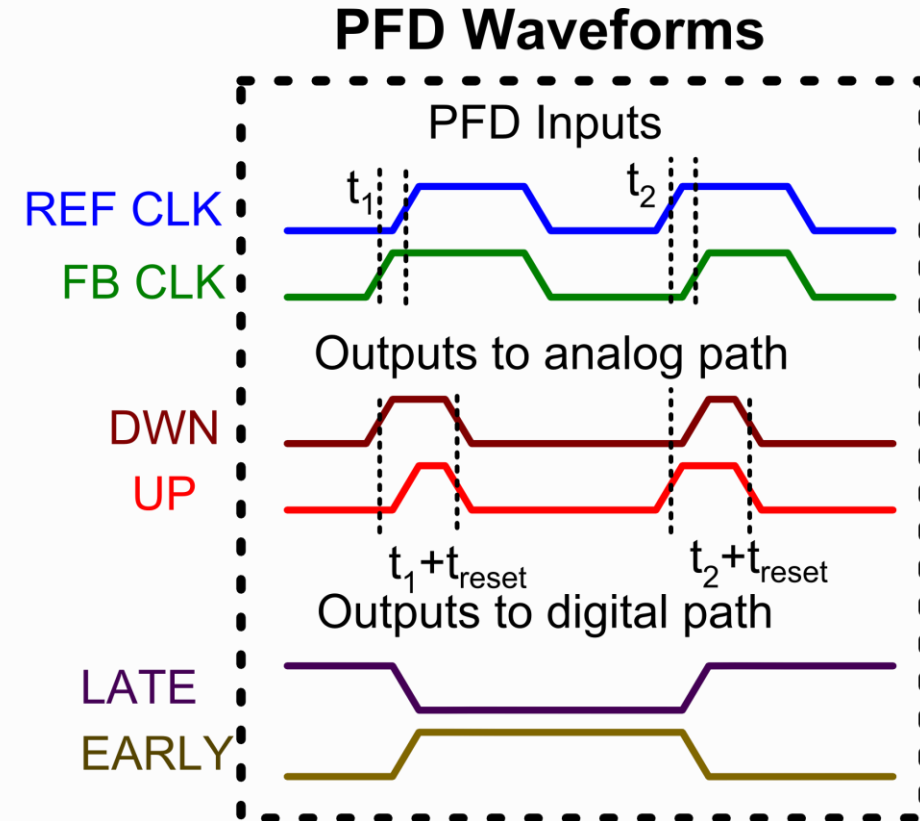 PFD Waveforms
PFD Inputs
t1
t2
REF CLK
FB CLK
Outputs to analog path
DWN
UP
t1+treset
t2+treset
Outputs to digital path
LATE
EARLY